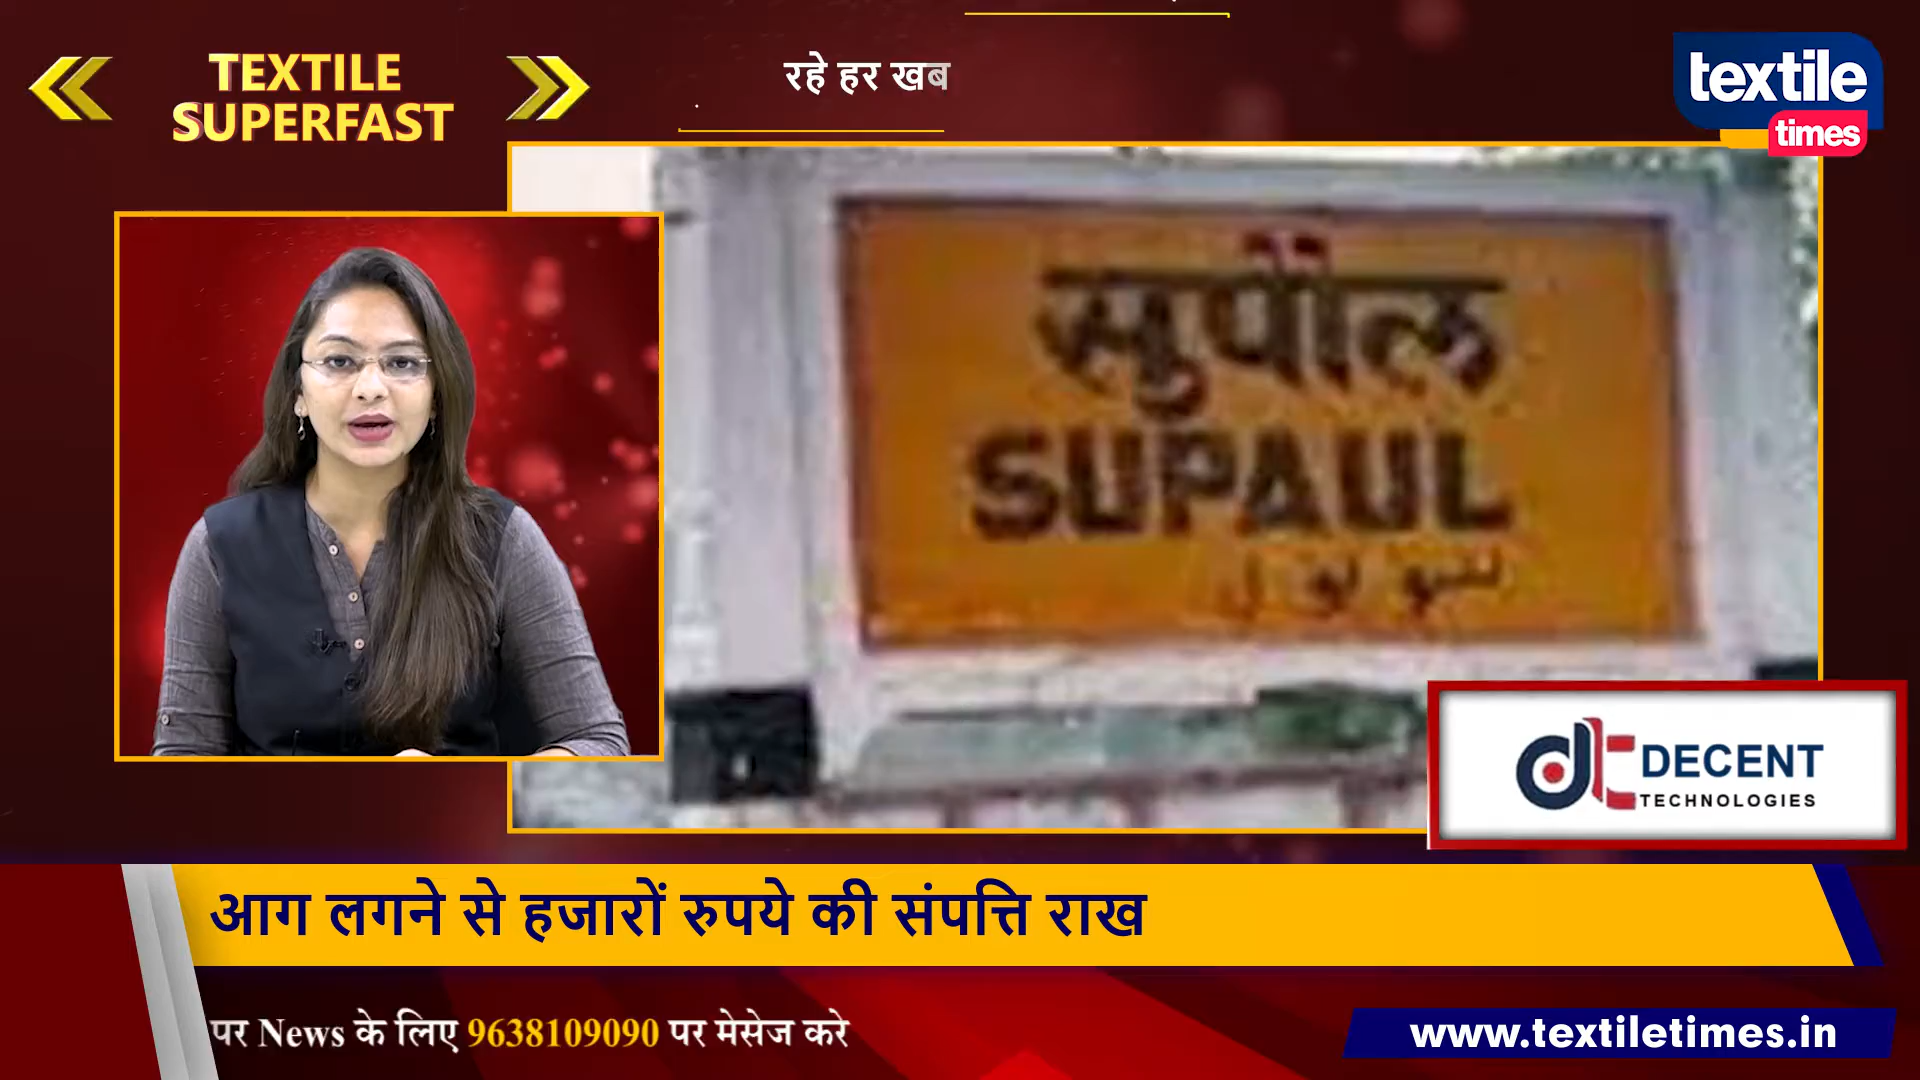 TEXTILE
SUPERFAST
रहे हर खब
textile
times
सुपौल
SUPAUL
DECENT
TECHNOLOGIES
आग लगने से हजारों रुपये की संपत्ति राख
पर News के लिए 9638109090 पर मेसेज करे
www.textiletimes.in